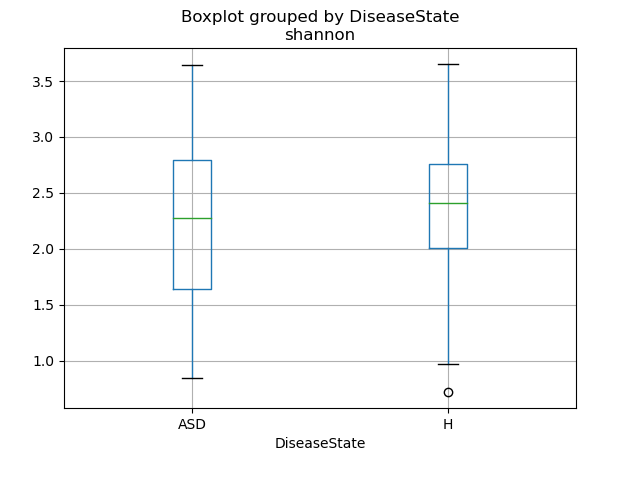 Boxplot grouped by DiseaseState
shannon
3.5
3.0
2.5
2.0
1.5
1.0
ASD
H
DiseaseState